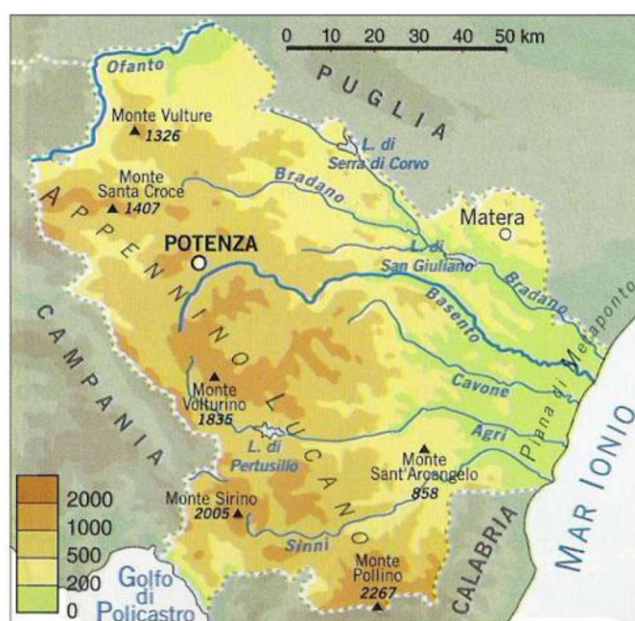 0 10 20 30 40 50 km
Ofanto
PUGLIA
Monte Vulture
1326
L. di
Serra di Corvo
Monte
Santa Croce
1407
Bradano
Matera
APPENNINO LUCANO
POTENZA
L. di
San Giuliano
Bradano
Basento
CAMPANIA
Piana di Metaponto
Monte
Volturino
1835
Cavone
L. di
Pertusillo
Agri
Monte
Sant'Arcangelo
858
MAR IONIO
2000
1000
500
200
0
Monte Sirino
2005
Sinni
CALABRIA
Golfo
di
Policastro
Monte
Pollino
2267